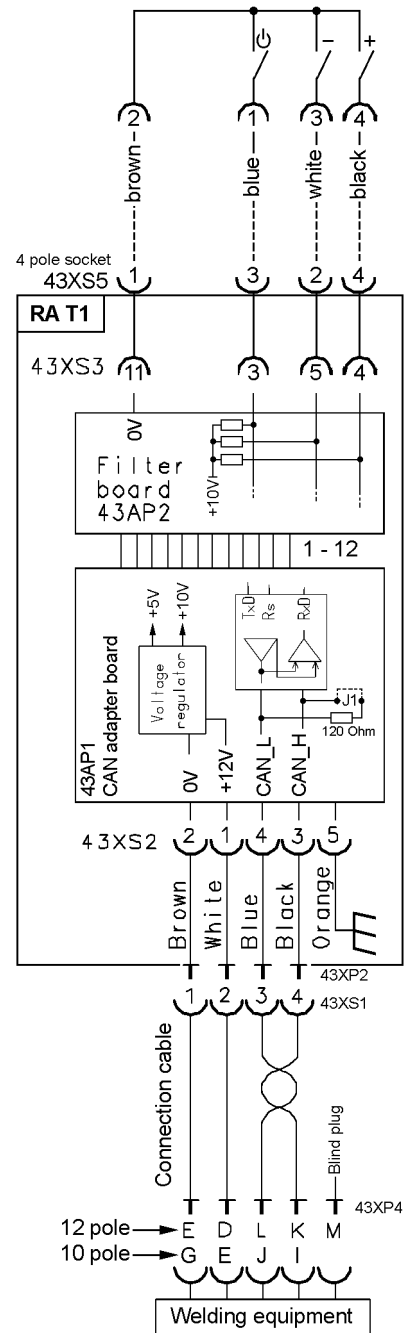 − +
2 1 3 4
brown blue white black
4 pole socket
43XS5 1 3 2 4
RA T1
43XS3 11 3 5 4
0V
Filter
board
43AP2
+10V
1 - 12
+5V +10V
Voltage
regulator
TxD Rs RxD
J1
120 Ohm
43AP1
CAN adapter board
0V +12V CAN_L CAN_H
43XS2 2 1 4 3 5
Brown White Blue Black Orange
43XP2
1 2 3 4 43XS1
Connection cable
Blind plug
43XP4
12 pole E D L K M
10 pole G E J I
Welding equipment